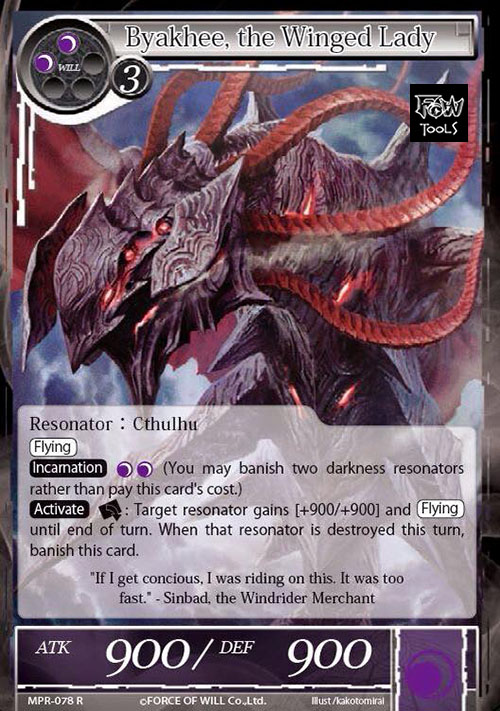 Byakhee, the Winged Lady
WILL
3
FOW
TOOLS
Resonator : Cthulhu
Flying
Incarnation (You may banish two darkness resonators
rather than pay this card's cost.)
Activate : Target resonator gains [+900/+900] and Flying
until end of turn. When that resonator is destroyed this turn,
banish this card.
"If I get concious, I was riding on this. It was too
fast." - Sinbad, the Windrider Merchant
ATK 900 / DEF 900
MPR-078 R ©FORCE OF WILL Co.,Ltd. Illust/kakotomirai